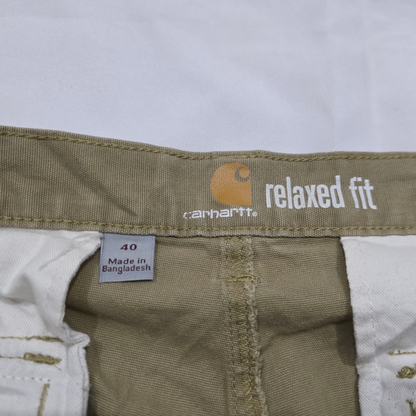 carhartt®
relaxed fit
40
Made in
Bangladesh